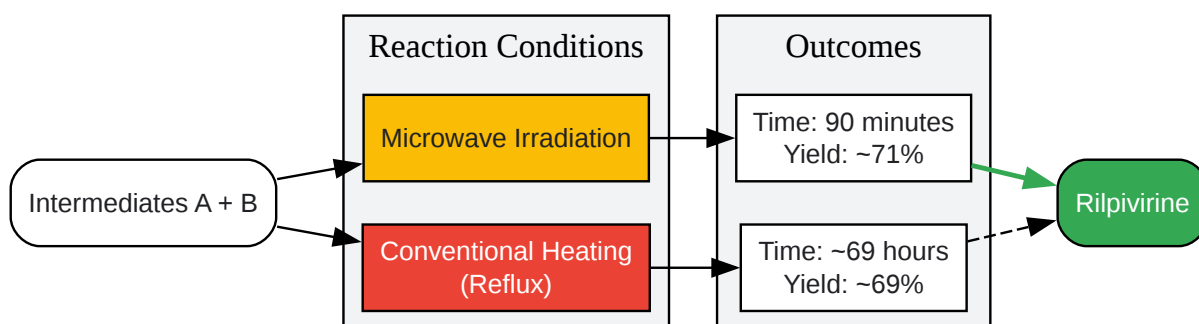 Reaction Conditions
Outcomes
Intermediates A + B
Microwave Irradiation
Time: 90 minutes
Yield: ~71%
Conventional Heating
(Reflux)
Time: ~69 hours
Yield: ~69%
Rilpivirine